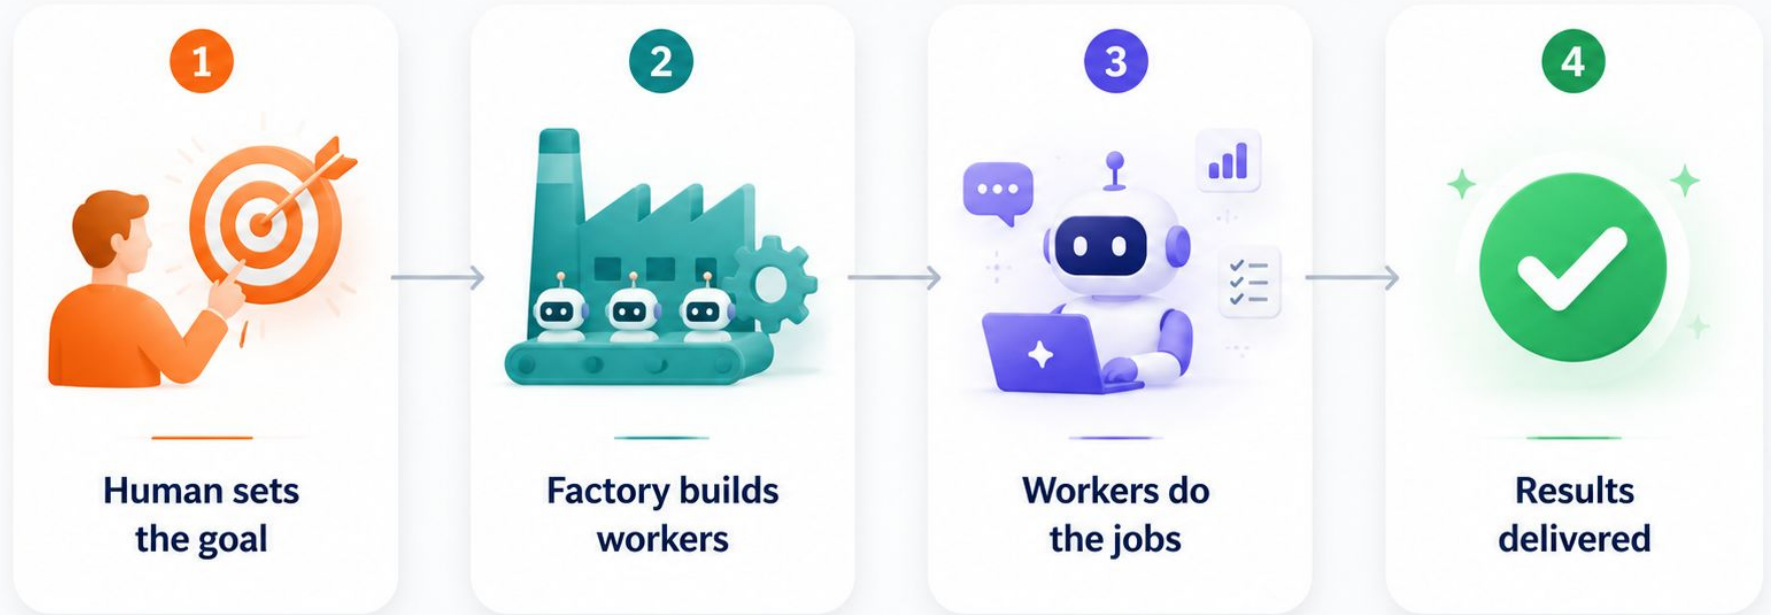 1
2
3
4
Human sets
the goal
Factory builds
workers
Workers do
the jobs
Results
delivered